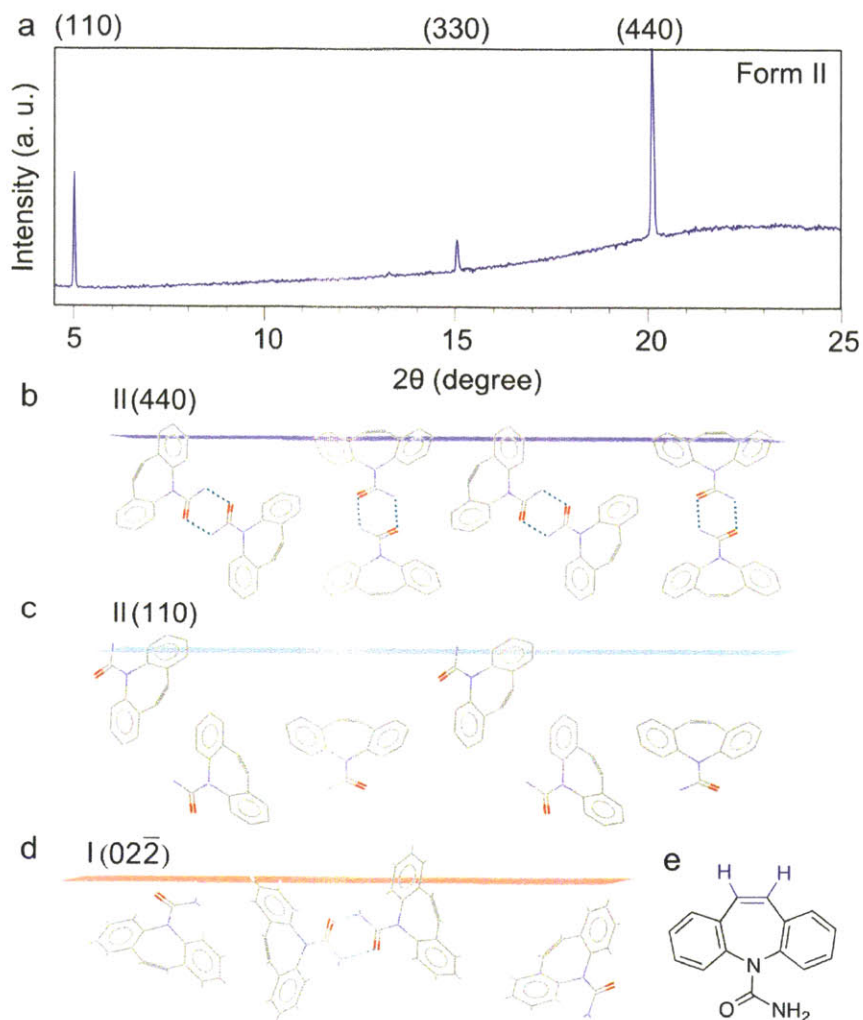 a
(110)
(330)
(440)
Form II
Intensity (a. u.)
5
10
15
20
25
2θ (degree)
b
II(440)
c
II(110)
d
I(02̅2̅)
e
H
H
N
O
NH₂